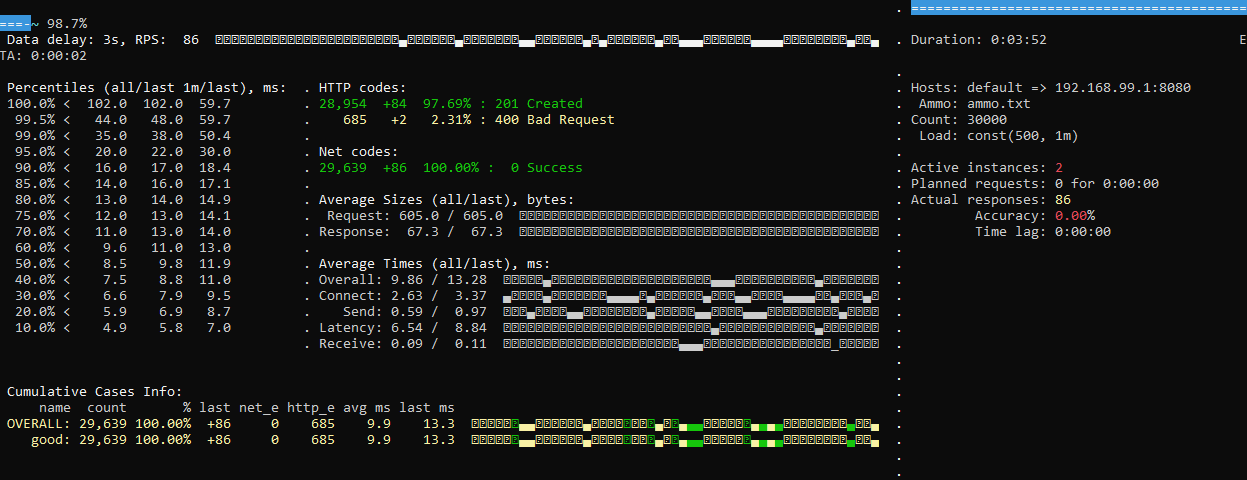 ===-~ 98.7%
Data delay: 3s, RPS: 86
TA: 0:00:02
Percentiles (all/last 1m/last), ms:
100.0% < 102.0 102.0 59.7
99.5% < 44.0 48.0 59.7
99.0% < 35.0 38.0 50.4
95.0% < 20.0 22.0 30.0
90.0% < 16.0 17.0 18.4
85.0% < 14.0 16.0 17.1
80.0% < 13.0 14.0 14.9
75.0% < 12.0 13.0 14.1
70.0% < 11.0 13.0 14.0
60.0% < 9.6 11.0 13.0
50.0% < 8.5 9.8 11.9
40.0% < 7.5 8.8 11.0
30.0% < 6.6 7.9 9.5
20.0% < 5.9 6.9 8.7
10.0% < 4.9 5.8 7.0
. HTTP codes:
. 28,954 +84 97.69% : 201 Created
. 685 +2 2.31% : 400 Bad Request
.
. Net codes:
. 29,639 +86 100.00% : 0 Success
.
. Average Sizes (all/last), bytes:
. Request: 605.0 / 605.0
. Response: 67.3 / 67.3
.
. Average Times (all/last), ms:
. Overall: 9.86 / 13.28
. Connect: 2.63 / 3.37
. Send: 0.59 / 0.97
. Latency: 6.54 / 8.84
. Receive: 0.09 / 0.11
Cumulative Cases Info:
name count % last net_e http_e avg ms last ms
OVERALL: 29,639 100.00% +86 0 685 9.9 13.3
good: 29,639 100.00% +86 0 685 9.9 13.3
. ==========================================
. Duration: 0:03:52 E
. Hosts: default => 192.168.99.1:8080
. Ammo: ammo.txt
. Count: 30000
. Load: const(500, 1m)
. Active instances: 2
. Planned requests: 0 for 0:00:00
. Actual responses: 86
. Accuracy: 0.00%
. Time lag: 0:00:00